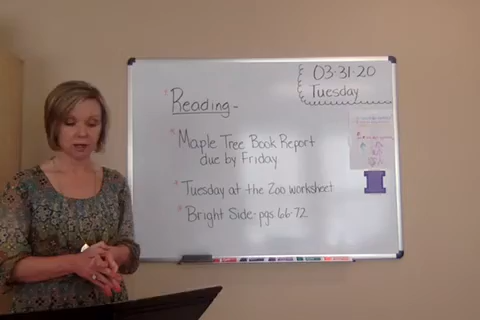 03-31-20
Tuesday
Reading-
Maple Tree Book Report
due by Friday
Tuesday at the Zoo worksheet
Bright Side-pgs. 66-72